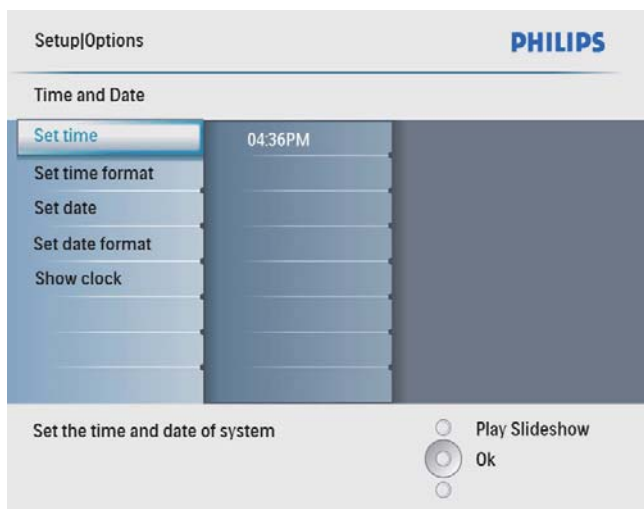 Setup|Options
PHILIPS
Time and Date
Set time
04:36PM
Set time format
Set date
Set date format
Show clock
Set the time and date of system
Play Slideshow
Ok